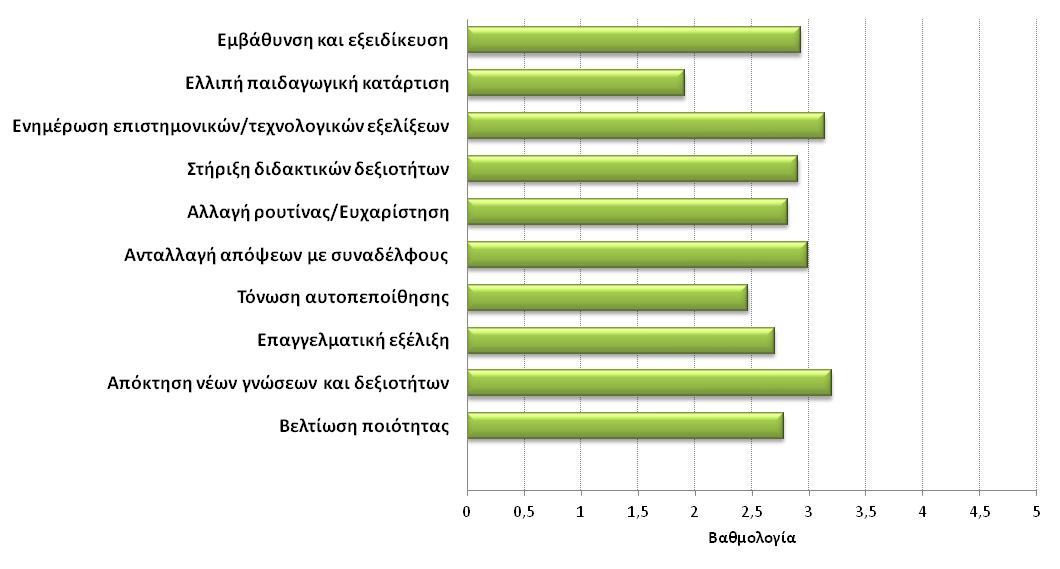 Εμβάθυνση και εξειδίκευση
Ελλιπή παιδαγωγική κατάρτιση
Ενημέρωση επιστημονικών/τεχνολογικών εξελίξεων
Στήριξη διδακτικών δεξιοτήτων
Αλλαγή ρουτίνας/Ευχαρίστηση
Ανταλλαγή απόψεων με συναδέλφους
Τόνωση αυτοπεποίθησης
Επαγγελματική εξέλιξη
Απόκτηση νέων γνώσεων και δεξιοτήτων
Βελτίωση ποιότητας
0 0,5 1 1,5 2 2,5 3 3,5 4 4,5 5
Βαθμολογία